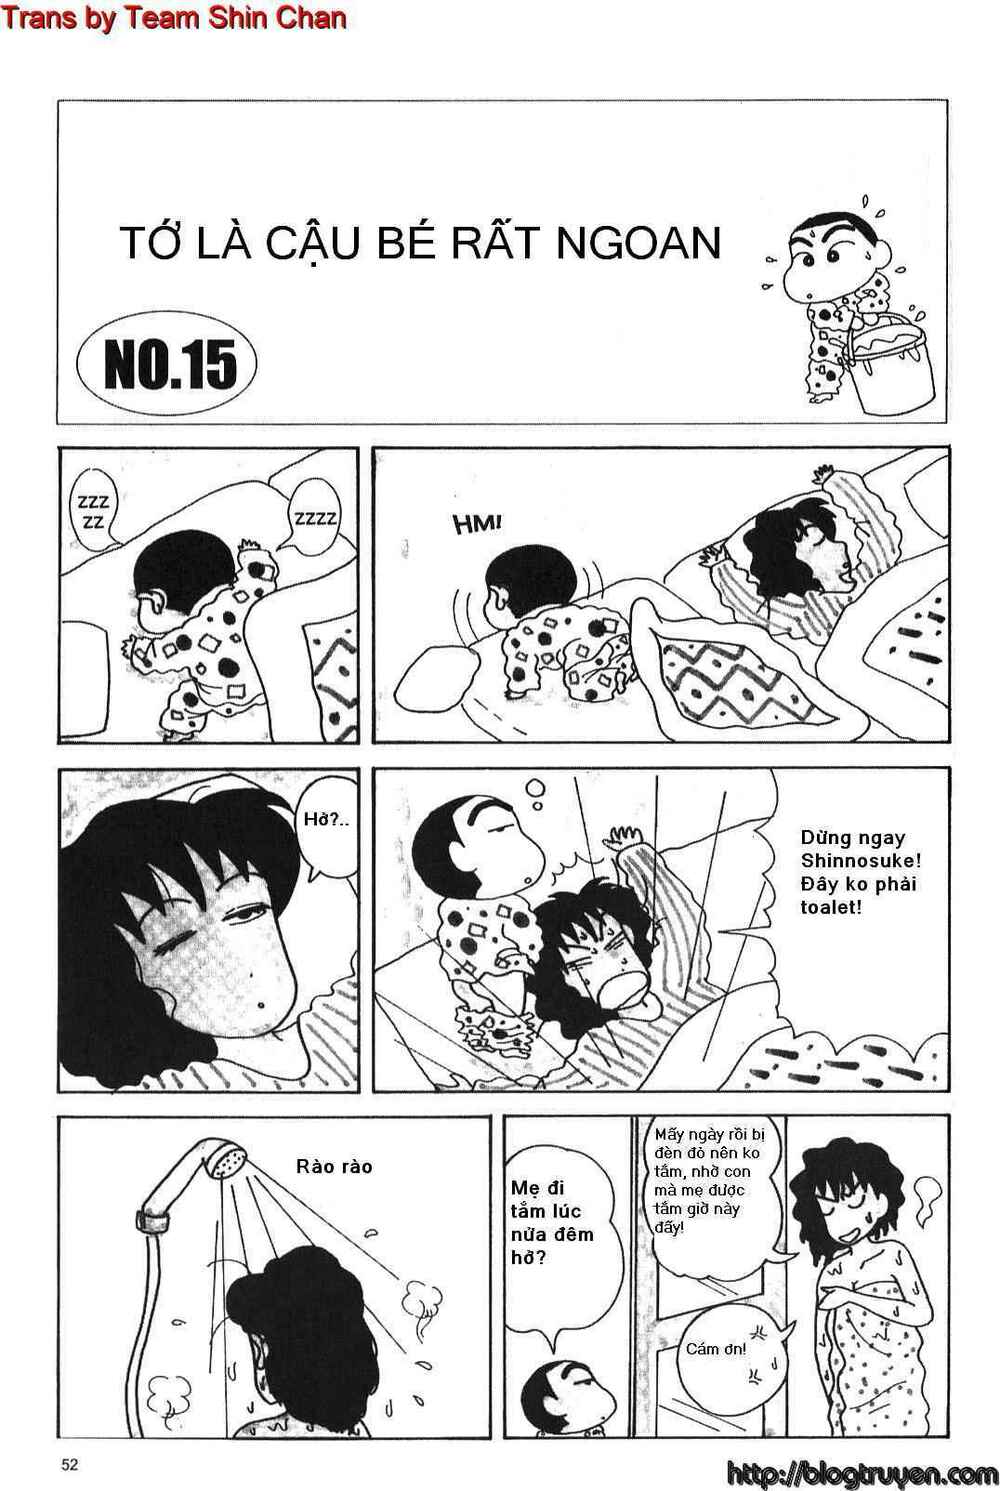 Trans by Team Shin Chan
TỚ LÀ CẬU BÉ RẤT NGOAN
NO.15
ZZZ
ZZ
ZZZZ
HM!
Hở?..
Dừng ngay
Shinnosuke!
Đây ko phải
toalet!
Rào rào
Mẹ đi
tắm lúc
nửa đêm
hở?
Mấy ngày rồi bị
đèn đỏ nên ko
tắm, nhờ con
mà mẹ được
tắm giờ này
đấy!
Cám ơn!
52
http://blogtruyen.com